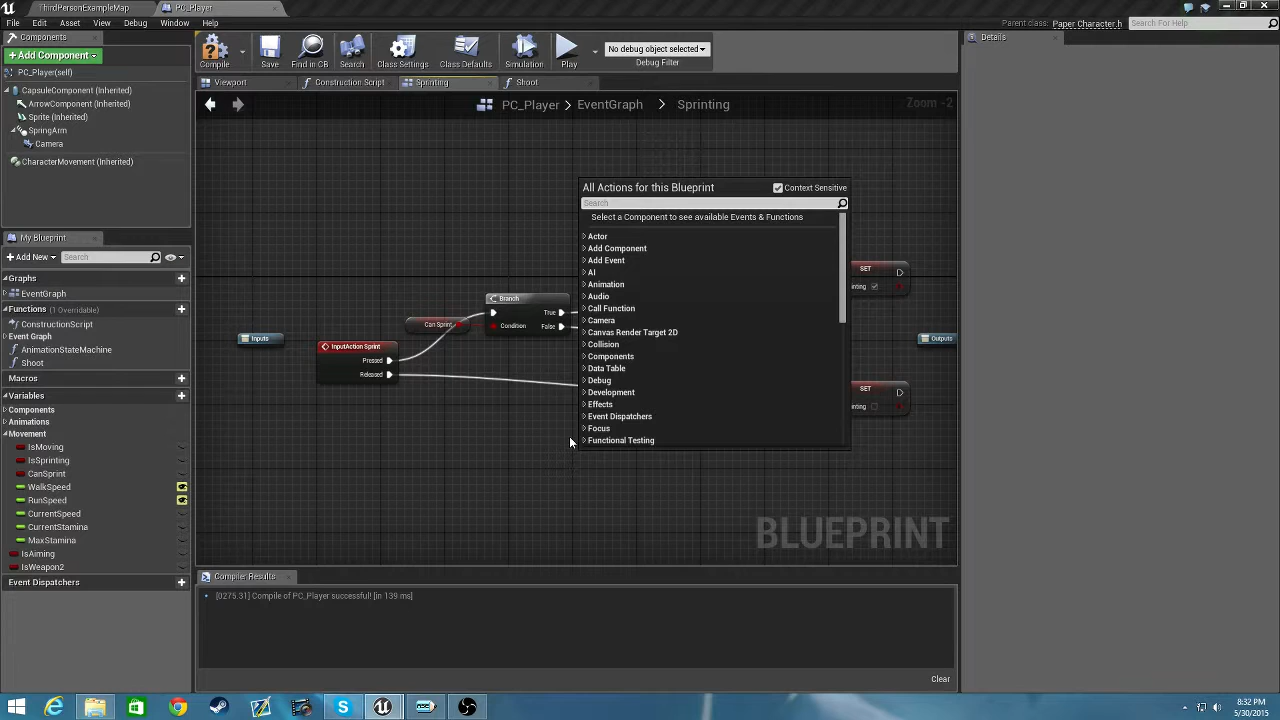 ThirdPersonExampleMap
PC_Player
File
Asset
Edit
View
Debug
Window
Help
Parent class:
Paper Character.h
Search For Help
Components
Add Component
PC_Player(self)
CapsuleComponent (Inherited)
ArrowComponent (Inherited)
Sprite (Inherited)
SpringArm
Camera
CharacterMovement (Inherited)
My Blueprint
Add New
Search
Graphs
EventGraph
Functions (1 Overridable)
ConstructionScript
Event Graph
AnimationStateMachine
Shoot
Macros
Variables
Components
Animations
Movement
IsMoving
IsSprinting
CanSprint
WalkSpeed
RunSpeed
CurrentSpeed
CurrentStamina
MaxStamina
IsAiming
IsWeapon2
Event Dispatchers
Compile
Save
Find in CB
Search
Class Settings
Class Defaults
Simulation
Play
No debug object selected
Debug Filter
Viewport
Construction Script
Sprinting
Shoot
PC_Player > EventGraph > Sprinting
Zoom -2
Inputs
InputAction Sprint
Pressed
Released
Can Sprint
Branch
Condition
True
False
All Actions for this Blueprint
Context Sensitive
Search
Select a Component to see available Events & Functions
Actor
Add Component
Add Event
AI
Animation
Audio
Call Function
Camera
Canvas Render Target 2D
Collision
Components
Data Table
Debug
Development
Effects
Event Dispatchers
Focus
Functional Testing
SET
nting
SET
nting
Outputs
BLUEPRINT
Compiler Results
[0275.31] Compile of PC_Player successful! [in 139 ms]
Clear
Details
8:32 PM
5/30/2015